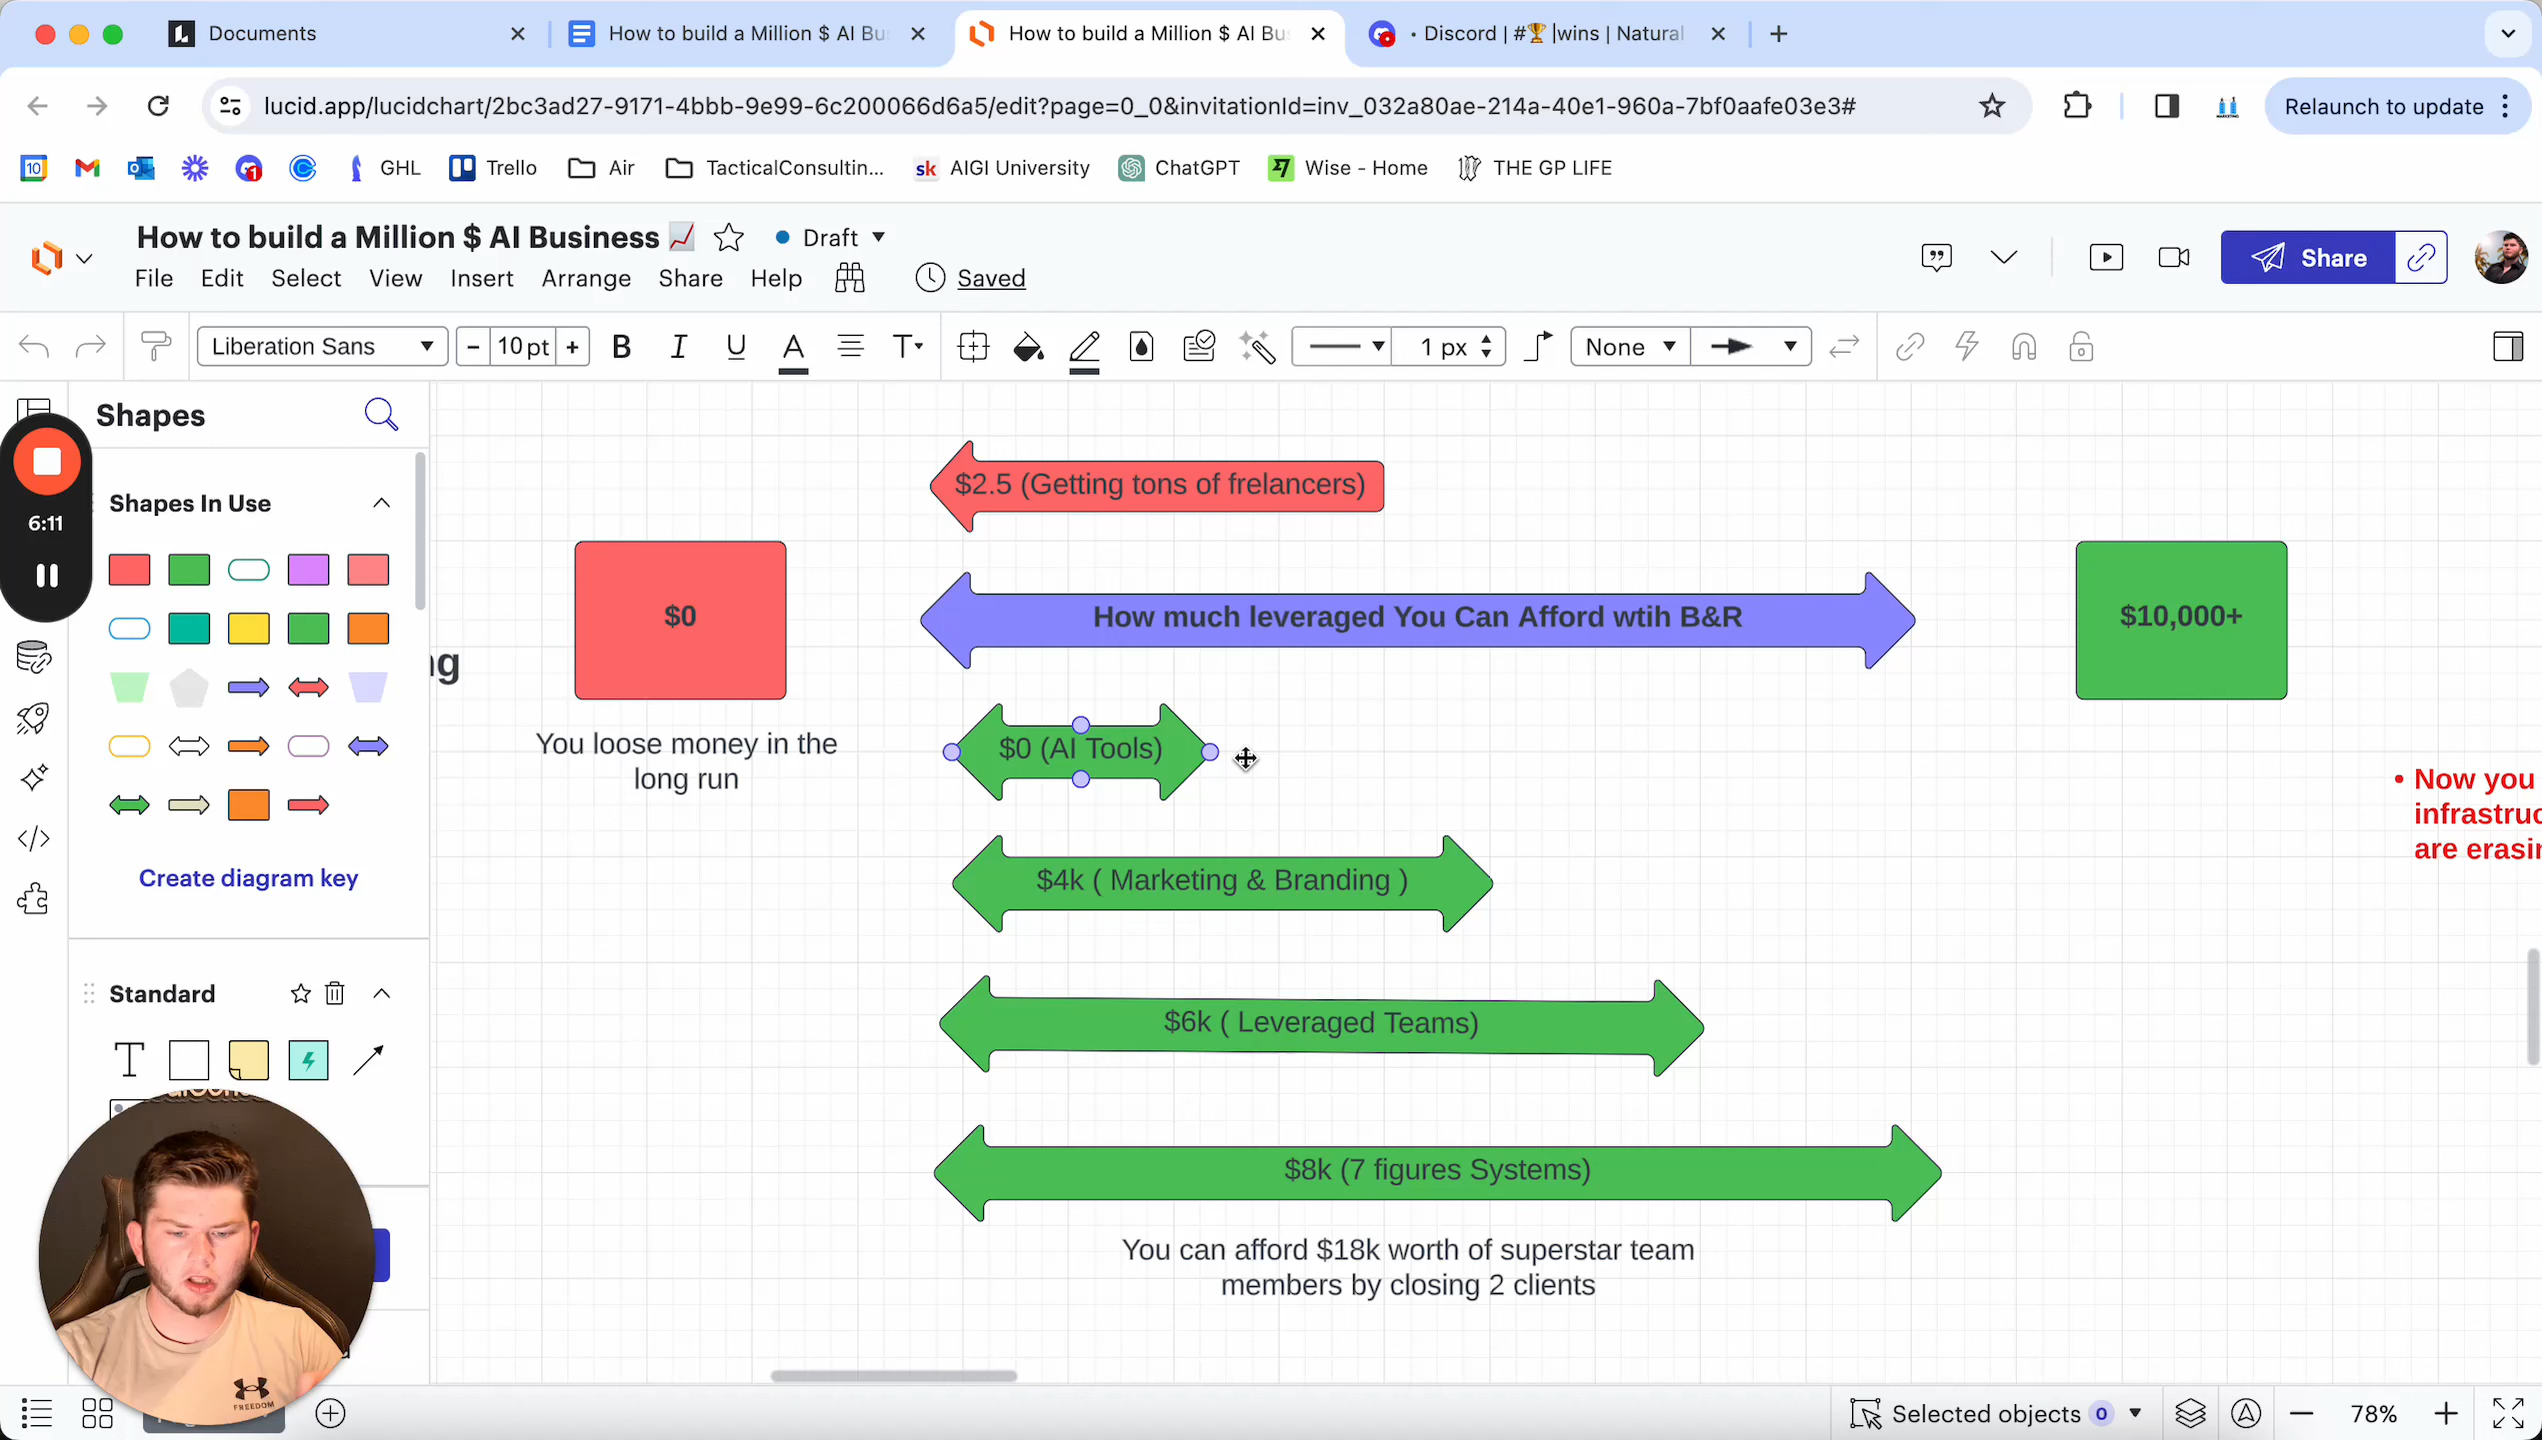 Documents
How to build a Million $ AI Bu
How to build a Million $ AI Bu
• Discord | #🏆 |wins | Natural
lucid.app/lucidchart/2bc3ad27-9171-4bbb-9e99-6c200066d6a5/edit?page=0_0&invitationId=inv_032a80ae-214a-40e1-960a-7bf0aafe03e3#
Relaunch to update
10
1
GHL
Trello
Air
TacticalConsultin...
sk AIGI University
ChatGPT
Wise - Home
THE GP LIFE
How to build a Million $ AI Business 📈
Draft
File Edit Select View Insert Arrange Share Help
Saved
Share
Liberation Sans
10 pt
1 px
None
Shapes
Shapes In Use
6:11
Create diagram key
Standard
$2.5 (Getting tons of frelancers)
$0
How much leveraged You Can Afford wtih B&R
$10,000+
ng
You loose money in the
long run
$0 (AI Tools)
• Now you
infrastruc
are erasin
$4k ( Marketing & Branding )
$6k ( Leveraged Teams)
$8k (7 figures Systems)
You can afford $18k worth of superstar team
members by closing 2 clients
FREEDOM
Selected objects 0
78%